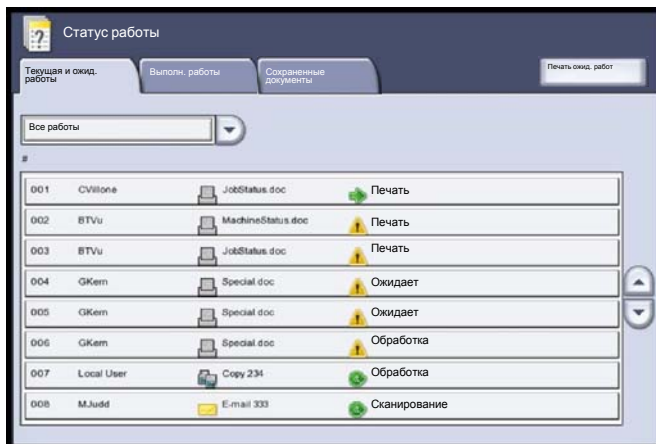 Статус работы
Текущая и ожид.
работы
Выполн. работы
Сохраненные
документы
Печать ожид. работ
Все работы
#
001 CVillone JobStatus.doc Печать
002 BTVu MachineStatus.doc Печать
003 BTVu JobStatus.doc Печать
004 GKern Special.doc Ожидает
005 GKern Special.doc Ожидает
006 GKern Special.doc Обработка
007 Local User Copy 234 Обработка
008 MJudd E-mail 333 Сканирование